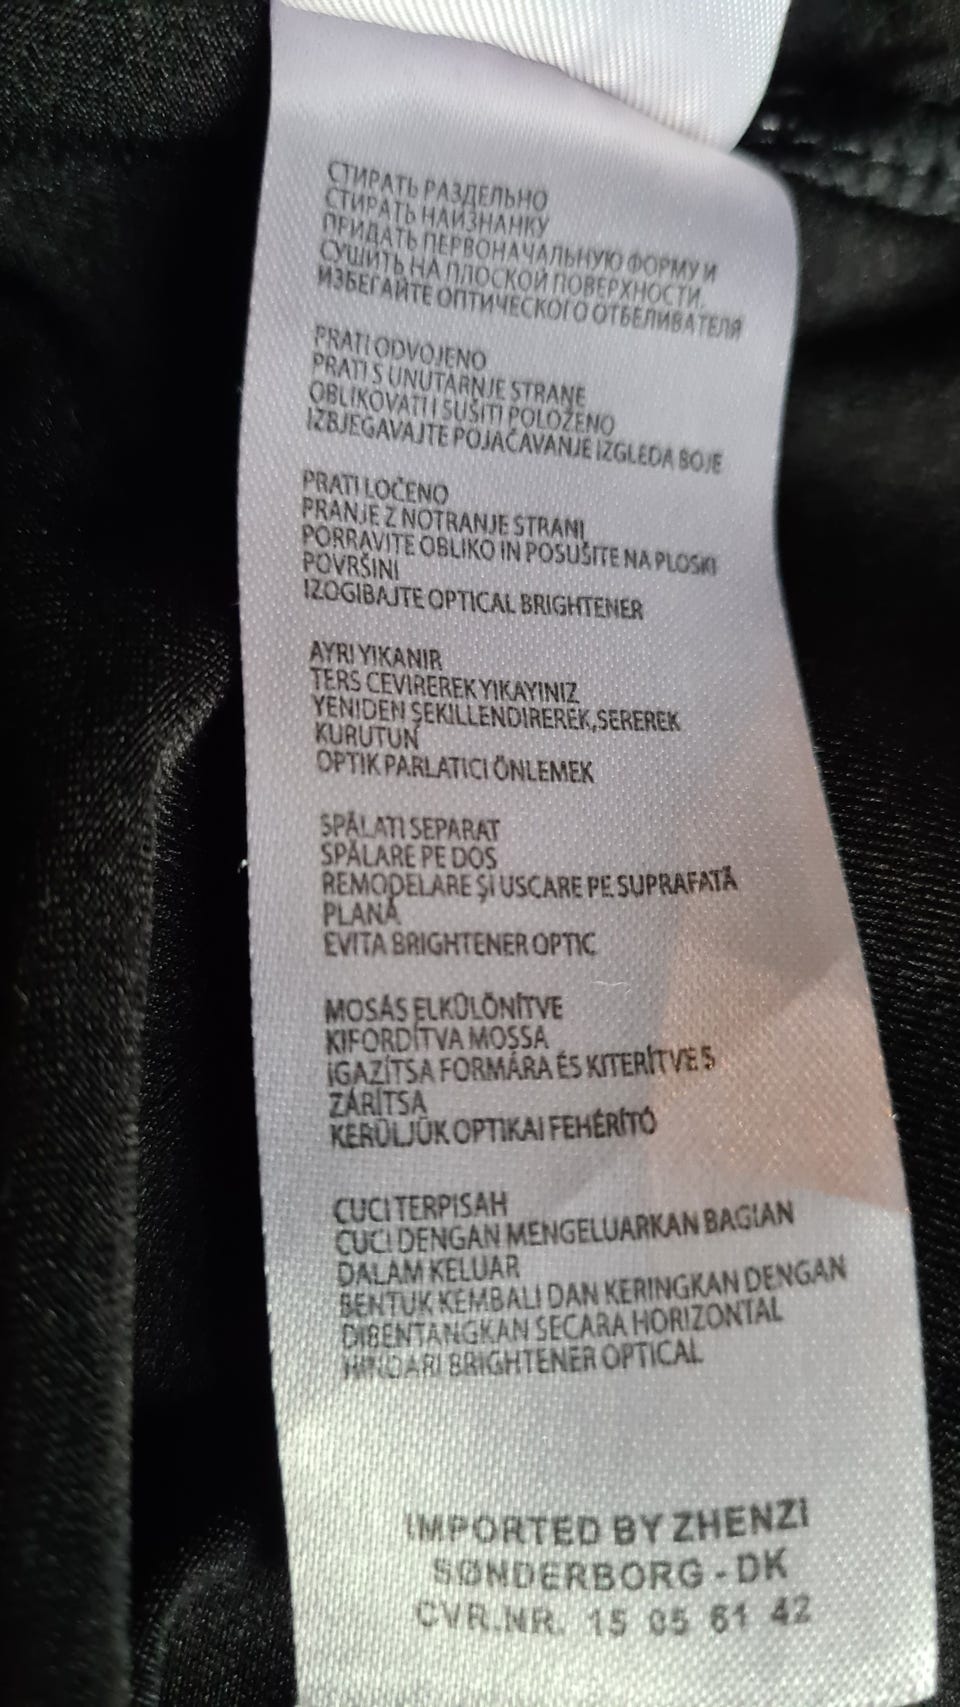 СТИРАТЬ РАЗДЕЛЬНО
СТИРАТЬ НАИЗНАНКУ
ПРИДАТЬ ПЕРВОНАЧАЛЬНУЮ ФОРМУ И
СУШИТЬ НА ПЛОСКОЙ ПОВЕРХНОСТИ.
ИЗБЕГАЙТЕ ОПТИЧЕСКОГО ОТБЕЛИВАТЕЛЯ
PRATI ODVOJENO
PRATI S UNUTARNJE STRANE
OBLIKOVATI I SUŠITI POLOŽENO
IZBJEGAVAJTE POJAČAVANJE IZGLEDA BOJE
PRATI LOČENO
PRANJE Z NOTRANJE STRANI
PORRAVITE OBLIKO IN POSUŠITE NA PLOSKI
POVRŠINI
IZOGIBAJTE OPTICAL BRIGHTENER
AYRI YIKANIR
TERS CEVIREREK YIKAYINIZ
YENIDEN ŞEKILLENDIREREK,SEREREK
KURUTUN
OPTIK PARLATICI ÖNLEMEK
SPĂLATI SEPARAT
SPĂLARE PE DOS
REMODELARE ŞI USCARE PE SUPRAFATĂ
PLANĂ
EVITA BRIGHTENER OPTIC
MOSÁS ELKÜLÖNÍTVE
KIFORDÍTVA MOSSA
IGAZÍTSA FORMÁRA ÉS KITERÍTVE S
ZÁRÍTSA
KERÜLJÜK OPTIKAI FEHÉRÍTÓ
CUCI TERPISAH
CUCI DENGAN MENGELUARKAN BAGIAN
DALAM KELUAR
BENTUK KEMBALI DAN KERINGKAN DENGAN
DIBENTANGKAN SECARA HORIZONTAL
HINDARI BRIGHTENER OPTICAL
IMPORTED BY ZHENZI
SØNDERBORG - DK
CVR.NR. 15 05 61 42